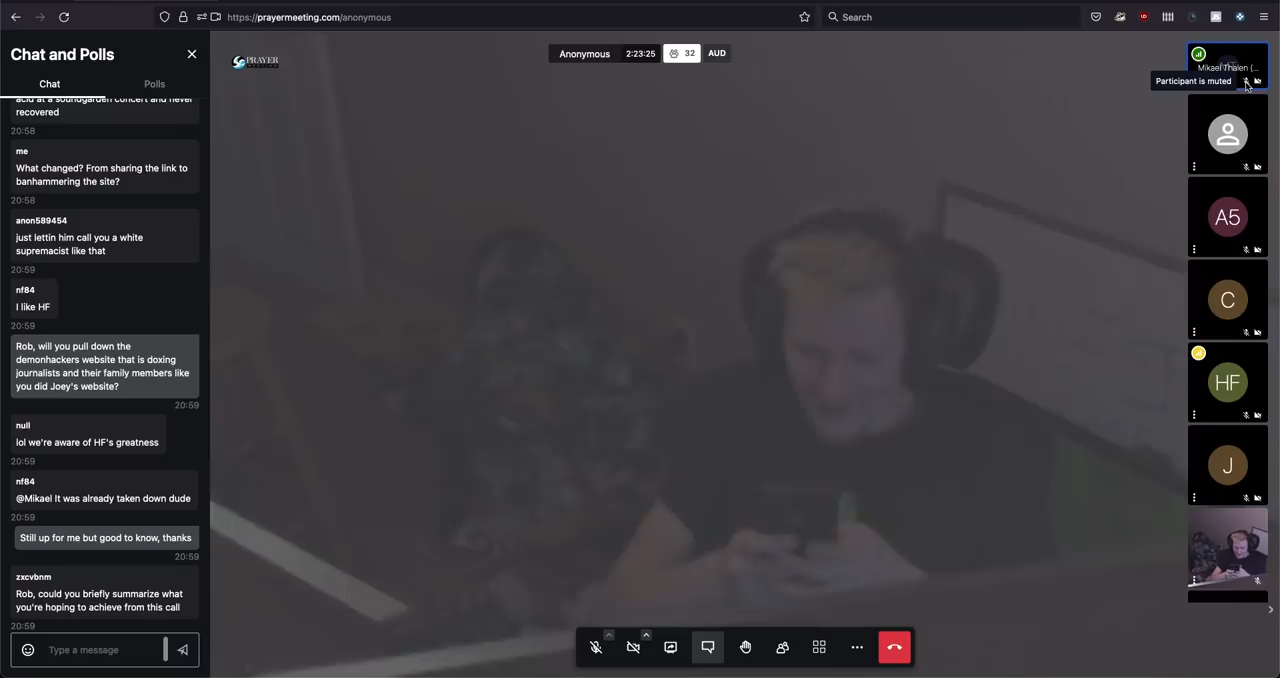 https://prayermeeting.com/anonymous
Search
Chat and Polls
Chat
Polls
acid at a soundgarden concert and never
recovered
20:58
me
What changed? From sharing the link to
banhammering the site?
20:58
anon589454
just lettin him call you a white
supremacist like that
20:59
nf84
I like HF
20:59
Rob, will you pull down the
demonhackers website that is doxing
journalists and their family members like
you did Joey's website?
20:59
null
lol we're aware of HF's greatness
20:59
nf84
@Mikael It was already taken down dude
20:59
Still up for me but good to know, thanks
20:59
zxcvbnm
Rob, could you briefly summarize what
you're hoping to achieve from this call
20:59
Type a message
PRAYER
MEETING
Anonymous
2:23:25
32
AUD
Mikael Thalen (...
Participant is muted
A5
C
HF
J